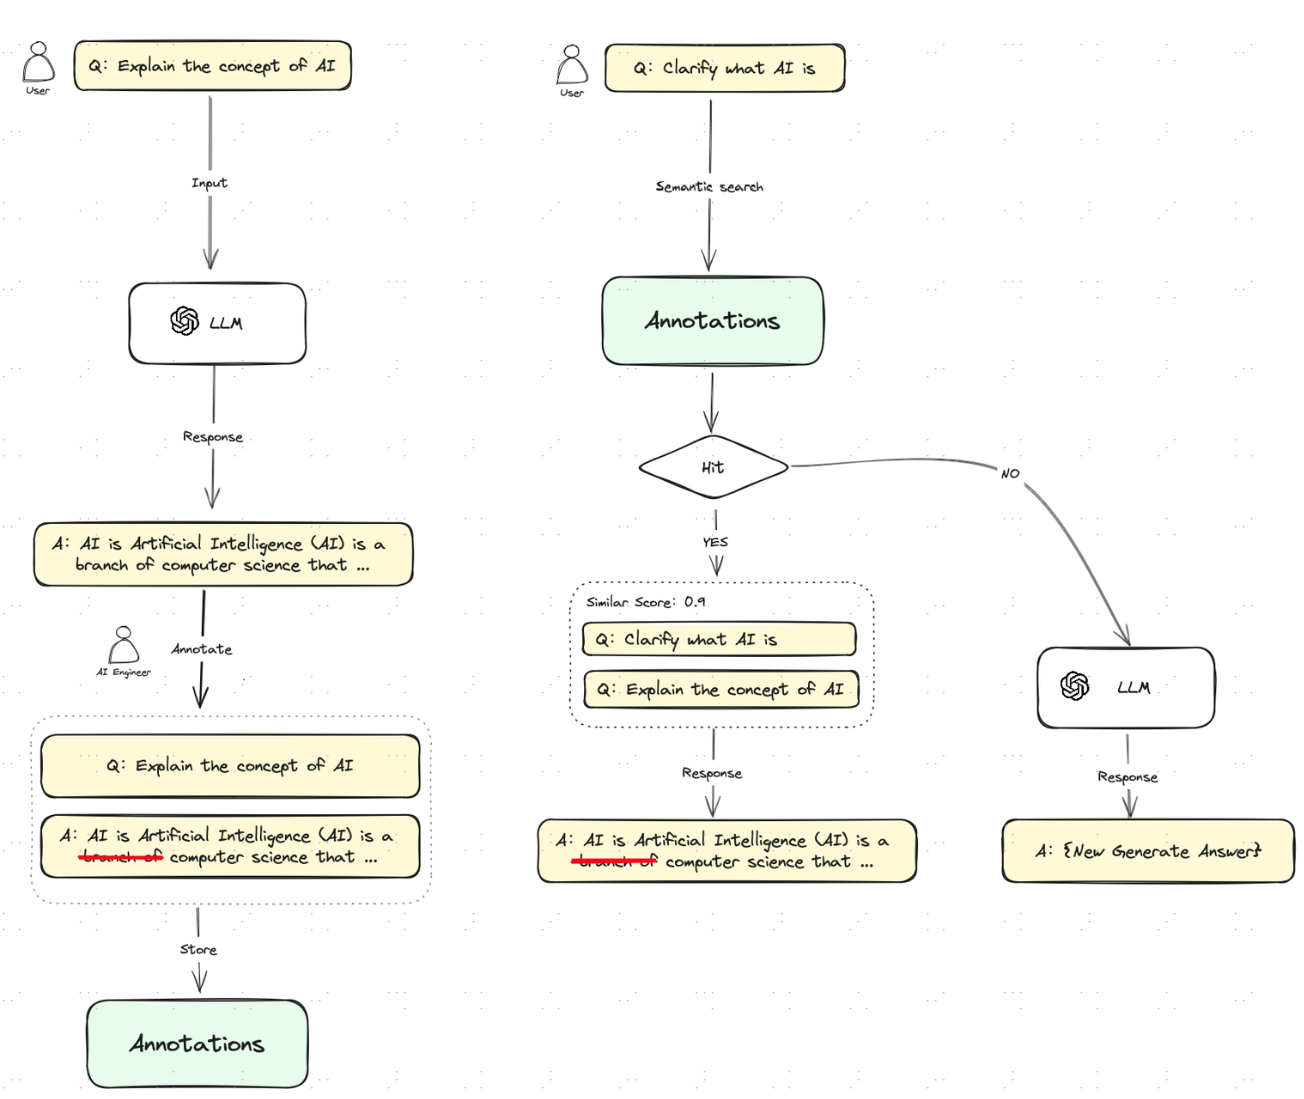 Q: Explain the concept of AI
User
Input
LLM
Response
A: AI is Artificial Intelligence (AI) is a
branch of computer science that ...
AI Engineer
Annotate
Q: Explain the concept of AI
A: AI is Artificial Intelligence (AI) is a
branch of computer science that ...
Store
Annotations
Q: Clarify what AI is
User
Semantic search
Annotations
Hit
NO
YES
Similar Score: 0.9
Q: Clarify what AI is
Q: Explain the concept of AI
Response
A: AI is Artificial Intelligence (AI) is a
branch of computer science that ...
LLM
Response
A: {New Generate Answer}